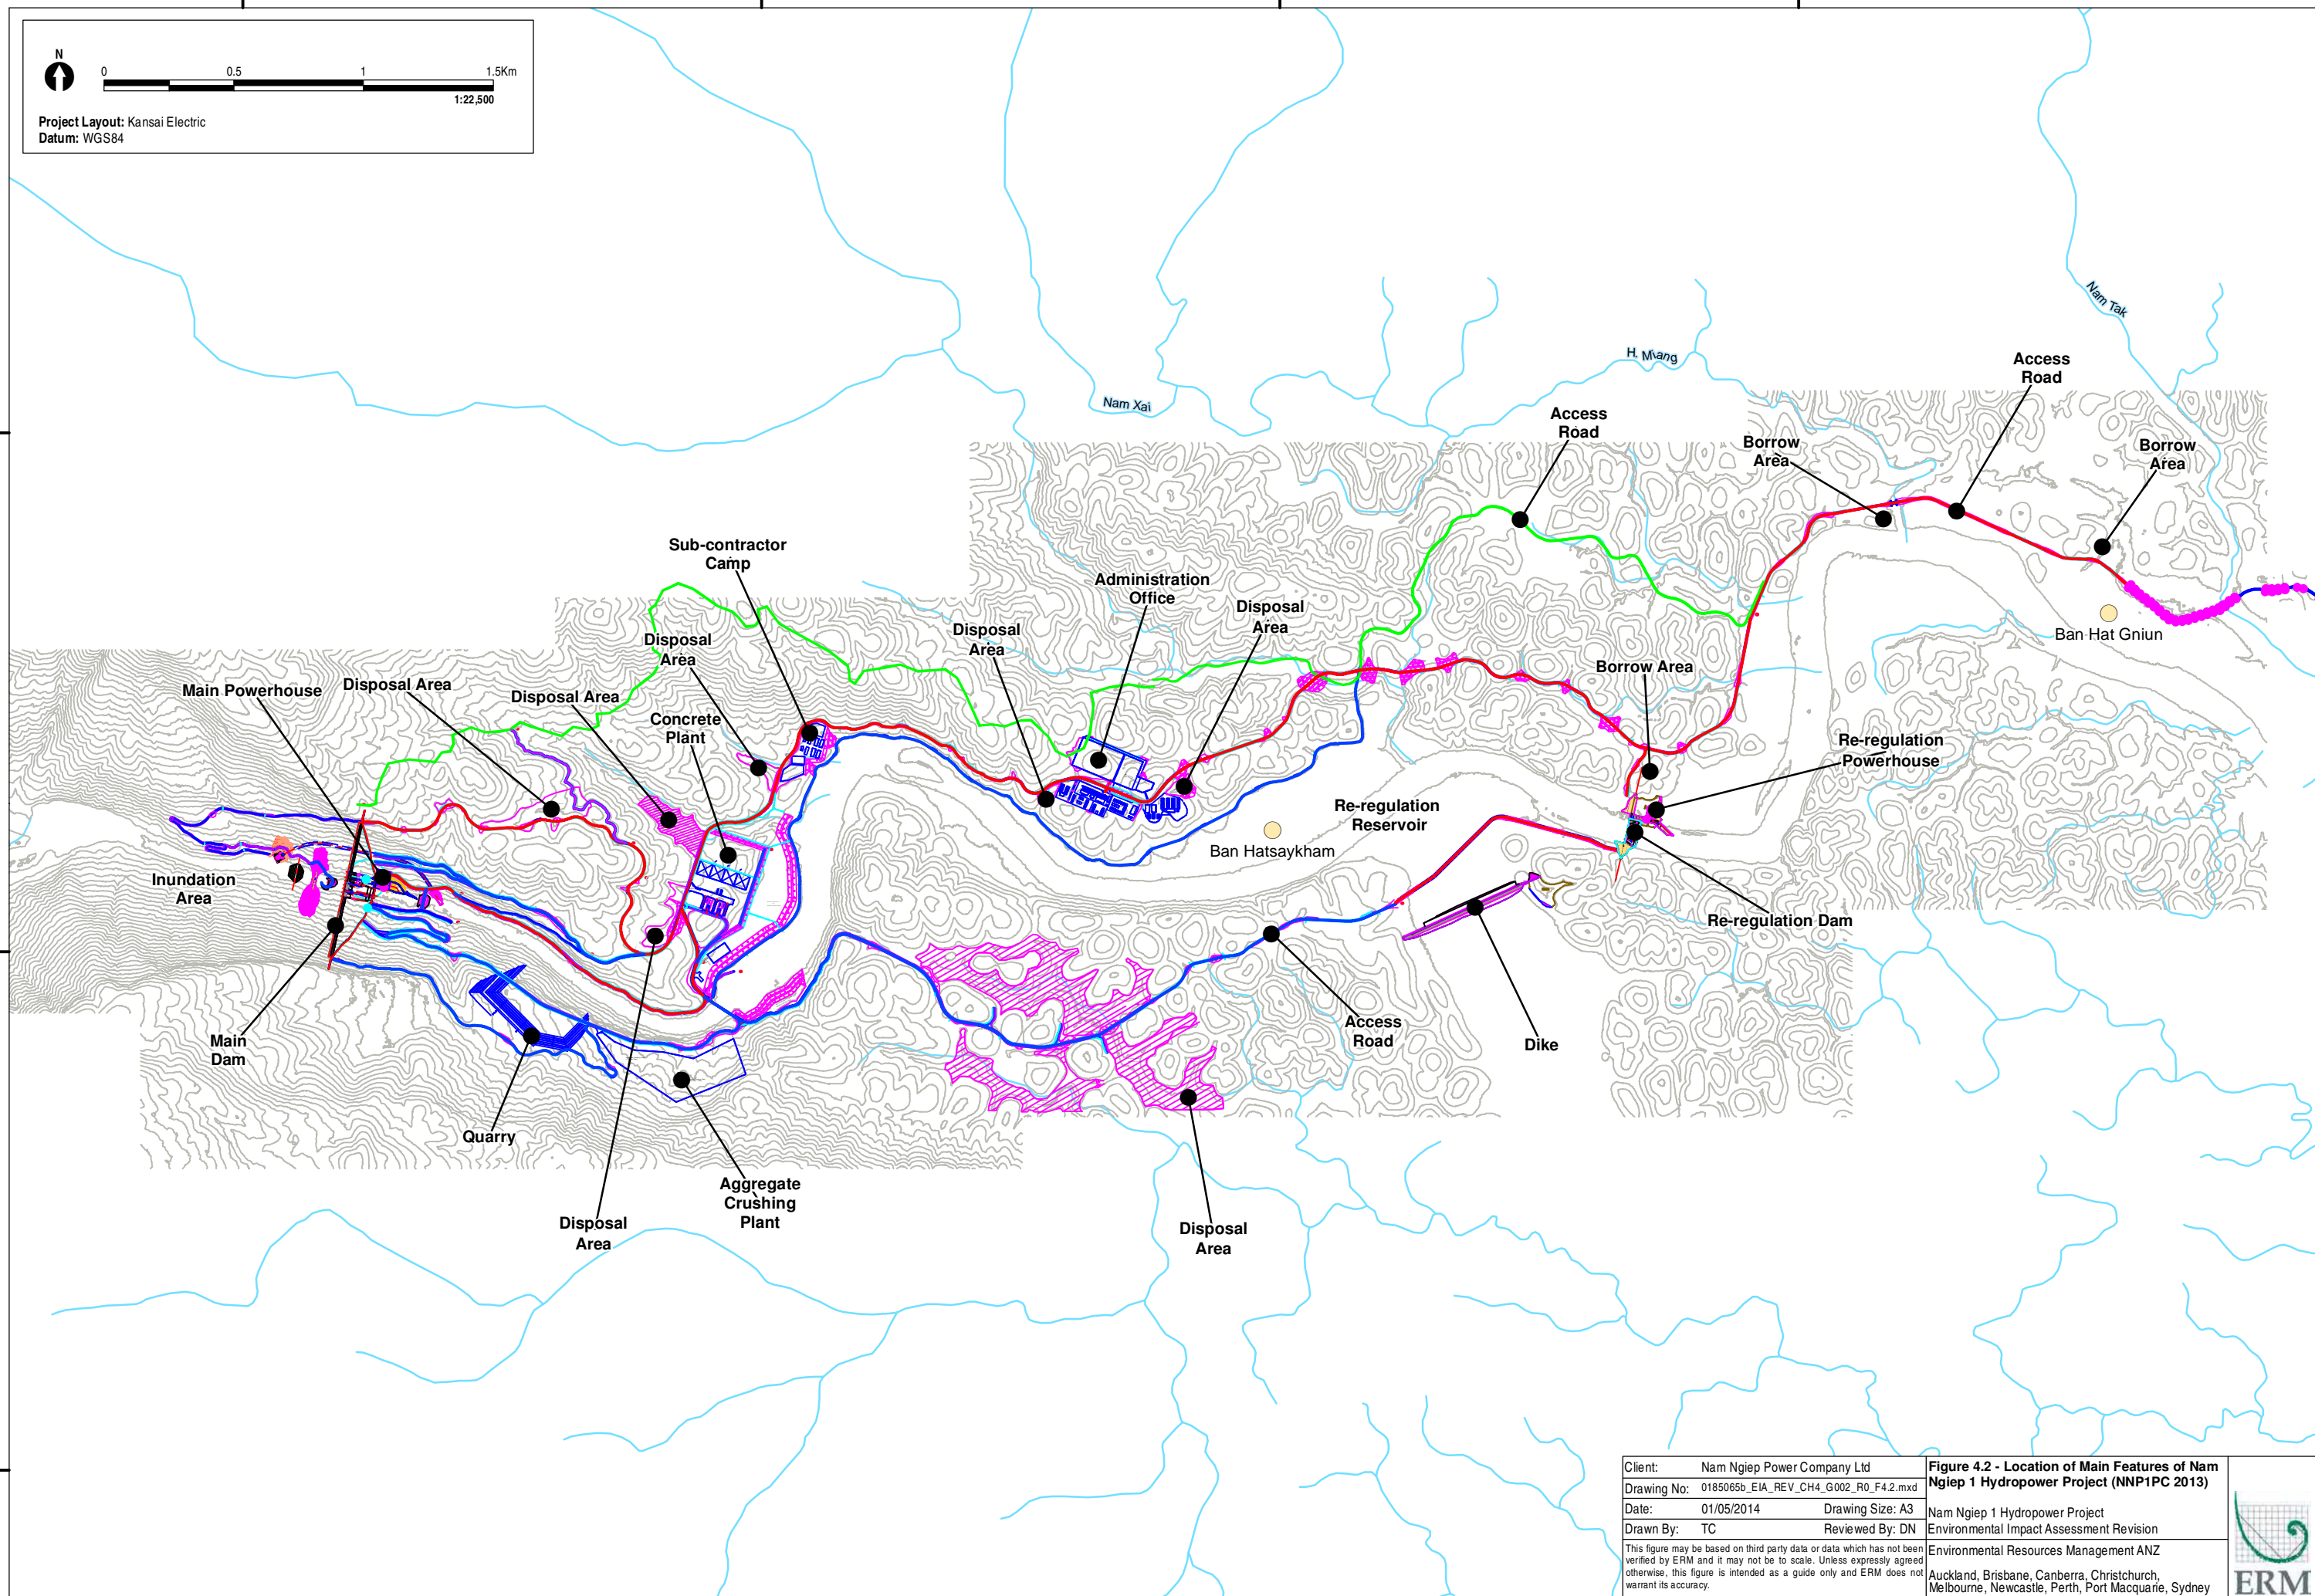 N
0 0.5 1 1.5Km
1:22,500
Project Layout: Kansai Electric
Datum: WGS84
Nam Tak
H. Miang
Nam Xai
Access
Road
Access
Road
Borrow
Area
Borrow
Area
Sub-contractor
Camp
Administration
Office
Disposal
Area
Disposal
Area
Disposal
Area
Ban Hat Gniun
Borrow Area
Main Powerhouse
Disposal Area
Disposal Area
Concrete
Plant
Re-regulation
Powerhouse
Re-regulation
Reservoir
Ban Hatsaykham
Inundation
Area
Re-regulation Dam
Main
Dam
Access
Road
Dike
Quarry
Aggregate
Crushing
Plant
Disposal
Area
Disposal
Area
Client: Nam Ngiep Power Company Ltd
Drawing No: 0185065b_EIA_REV_CH4_G002_R0_F4.2.mxd
Date: 01/05/2014 Drawing Size: A3
Drawn By: TC Reviewed By: DN
This figure may be based on third party data or data which has not been
verified by ERM and it may not be to scale. Unless expressly agreed
otherwise, this figure is intended as a guide only and ERM does not
warrant its accuracy.
Figure 4.2 - Location of Main Features of Nam
Ngiep 1 Hydropower Project (NNP1PC 2013)
Nam Ngiep 1 Hydropower Project
Environmental Impact Assessment Revision
Environmental Resources Management ANZ
Auckland, Brisbane, Canberra, Christchurch,
Melbourne, Newcastle, Perth, Port Macquarie, Sydney
ERM